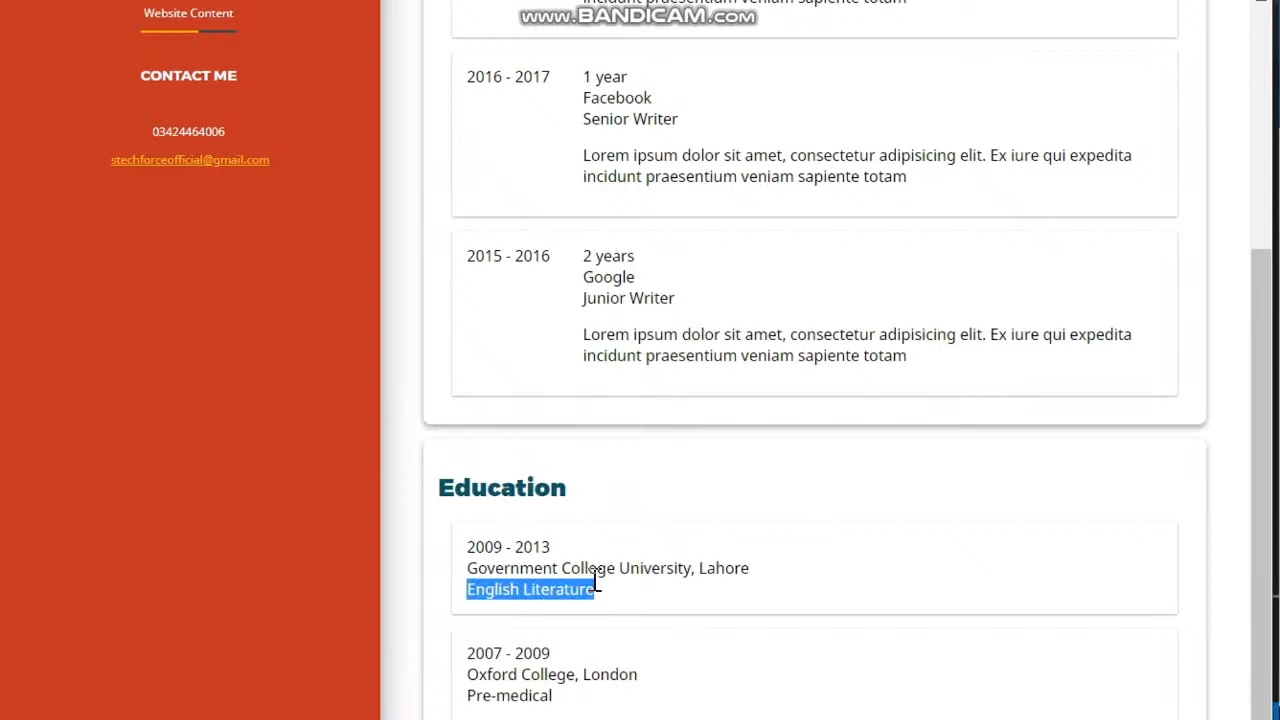 Website Content
CONTACT ME
03424464006
stechforceofficial@gmail.com
www.BANDICAM.com
2016 - 2017
1 year
Facebook
Senior Writer
Lorem ipsum dolor sit amet, consectetur adipisicing elit. Ex iure qui expedita
incidunt praesentium veniam sapiente totam
2015 - 2016
2 years
Google
Junior Writer
Lorem ipsum dolor sit amet, consectetur adipisicing elit. Ex iure qui expedita
incidunt praesentium veniam sapiente totam
Education
2009 - 2013
Government College University, Lahore
English Literature
2007 - 2009
Oxford College, London
Pre-medical